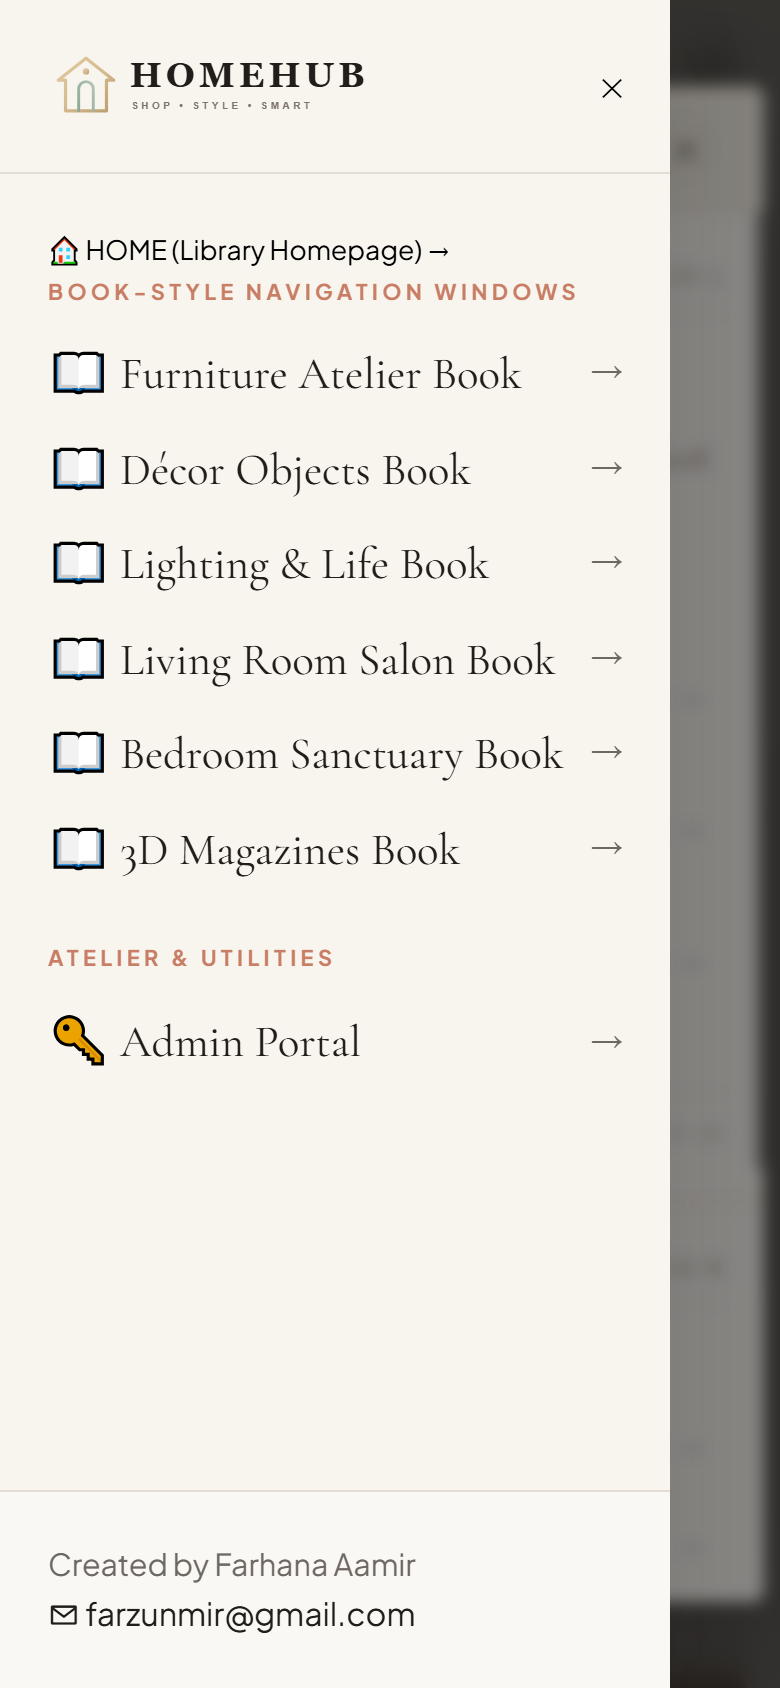 HOMEHUB
SHOP • STYLE • SMART
🏠 HOME (Library Homepage) →
BOOK-STYLE NAVIGATION WINDOWS
📖 Furniture Atelier Book →
📖 Décor Objects Book →
📖 Lighting & Life Book →
📖 Living Room Salon Book →
📖 Bedroom Sanctuary Book →
📖 3D Magazines Book →
ATELIER & UTILITIES
🔑 Admin Portal →
Created by Farhana Aamir
farzunmir@gmail.com